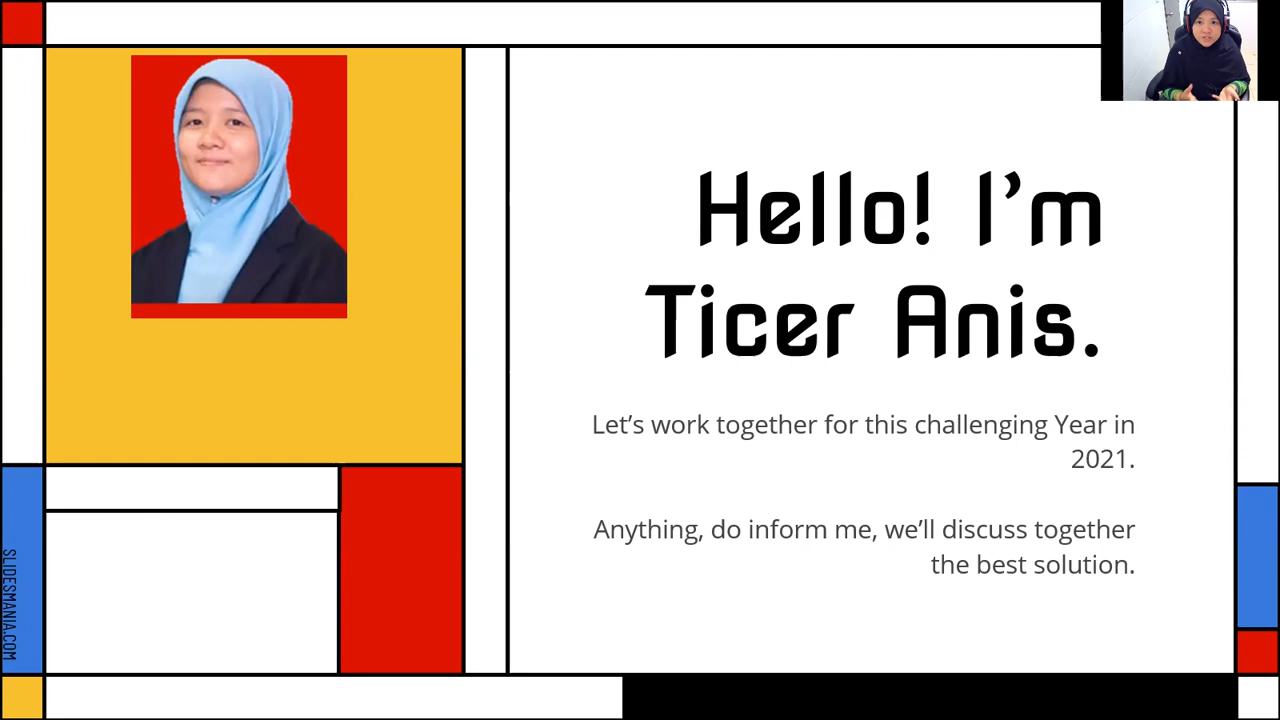 Hello! I’m
Ticer Anis.
Let’s work together for this challenging Year in
2021.
Anything, do inform me, we’ll discuss together
the best solution.
SLIDESMANIA.COM